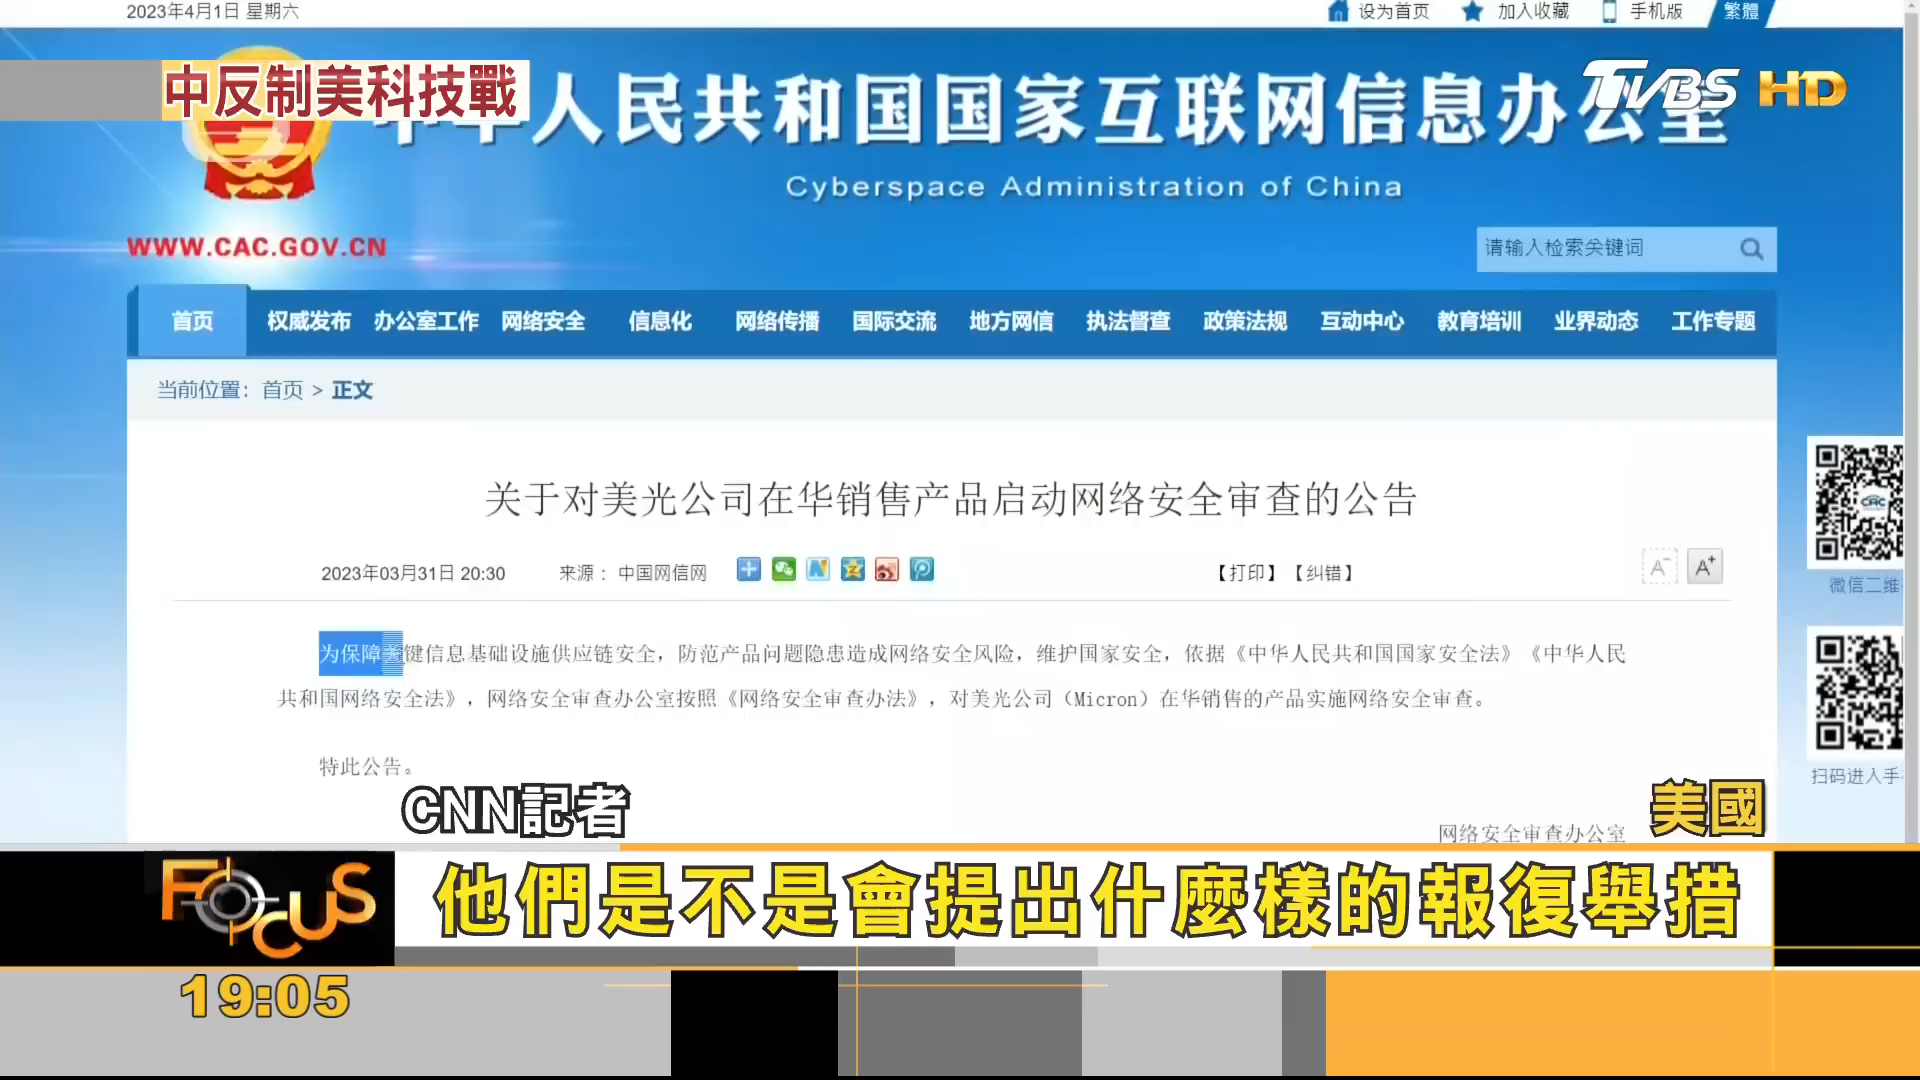 2023年4月1日 星期六
设为首页
加入收藏
手机版
繁體
中反制美科技戰
中华人民共和国国家互联网信息办公室
TVBS HD
Cyberspace Administration of China
WWW.CAC.GOV.CN
请输入检索关键词
首页 权威发布 办公室工作 网络安全 信息化 网络传播 国际交流 地方网信 执法督查 政策法规 互动中心 教育培训 业界动态 工作专题
当前位置：首页 > 正文
关于对美光公司在华销售产品启动网络安全审查的公告
2023年03月31日 20:30 来源：中国网信网 【打印】【纠错】 A- A+
微信二维
为保障关键信息基础设施供应链安全，防范产品问题隐患造成网络安全风险，维护国家安全，依据《中华人民共和国国家安全法》《中华人民
共和国网络安全法》，网络安全审查办公室按照《网络安全审查办法》，对美光公司（Micron）在华销售的产品实施网络安全审查。
特此公告。
扫码进入手
CNN記者
美國
网络安全审查办公室
FOCUS
他們是不是會提出什麼樣的報復舉措
19:05